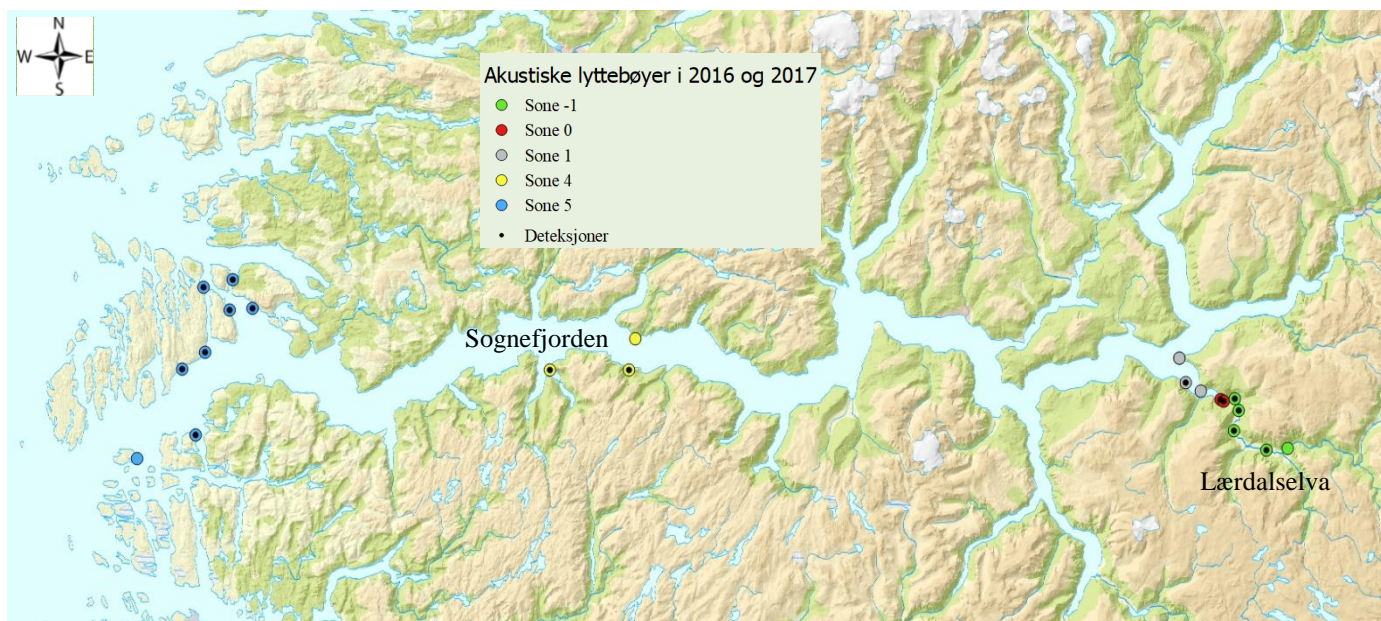 N
W E
S
Akustiske lyttebøyer i 2016 og 2017
Sone -1
Sone 0
Sone 1
Sone 4
Sone 5
Deteksjoner
Sognefjorden
Lærdalselva